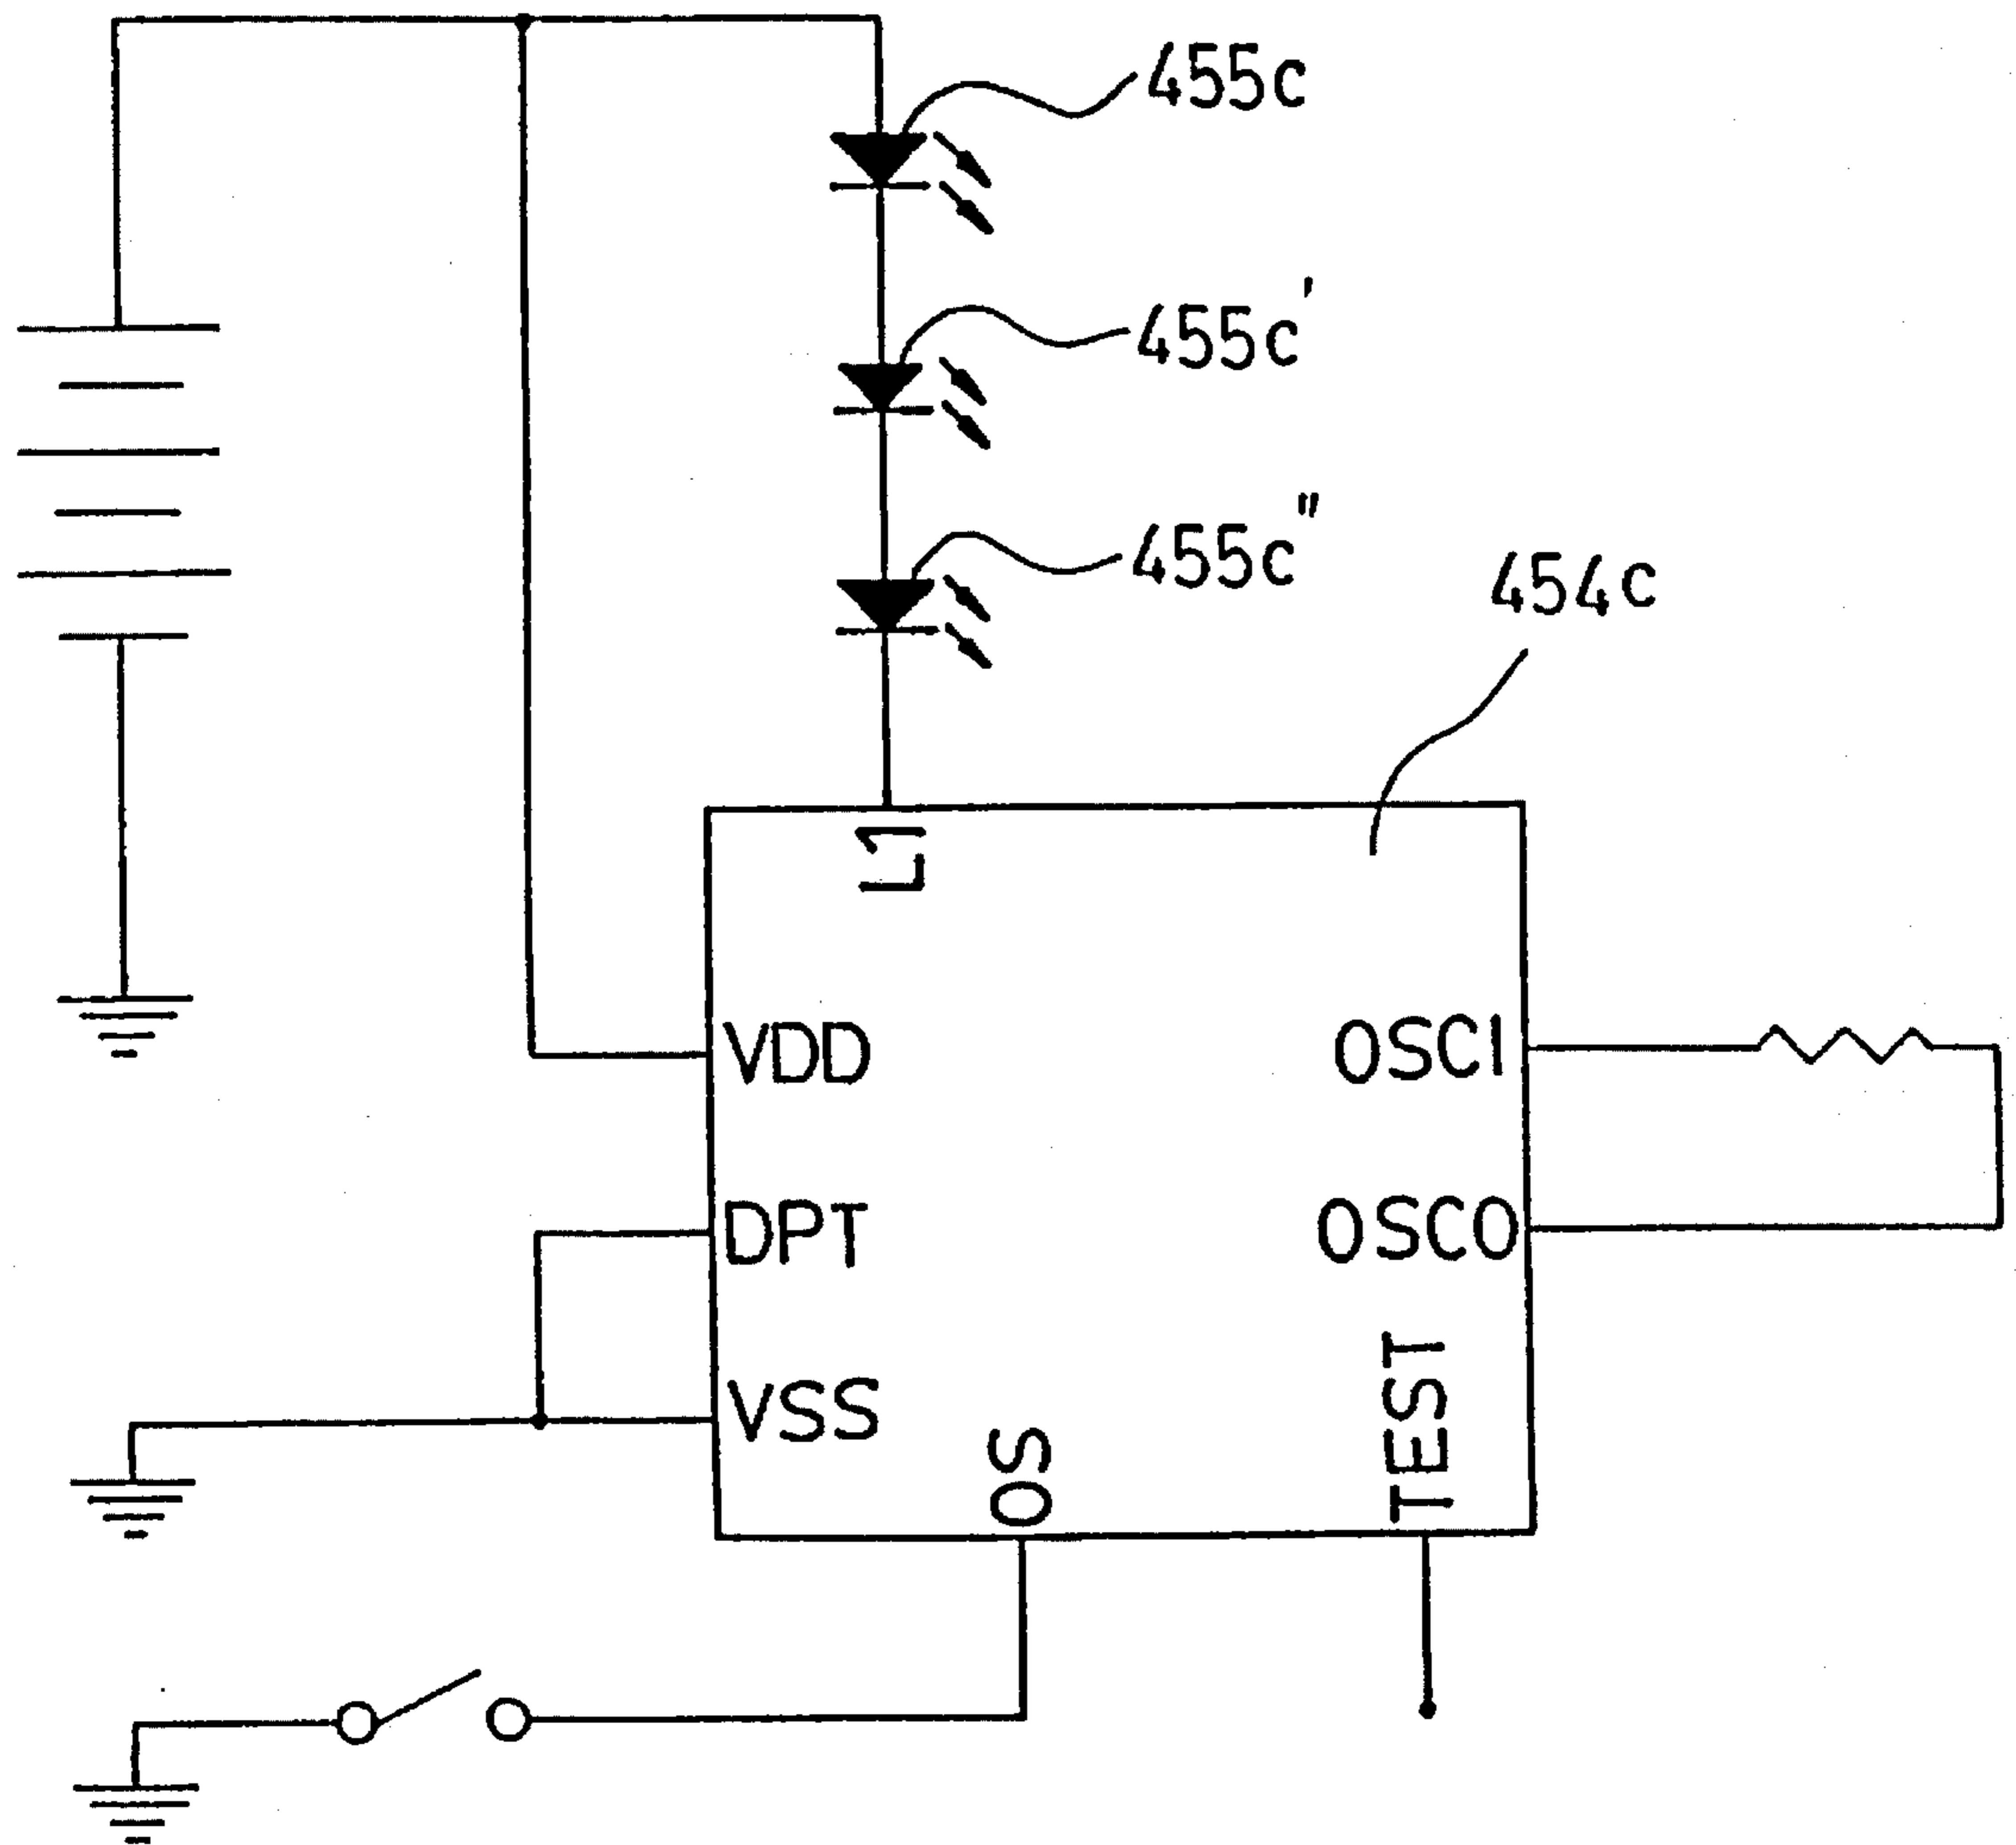 455c
455c'
455c"
454c
L1
VDD
OSCI
DPT
OSCO
VSS
OS
TEST